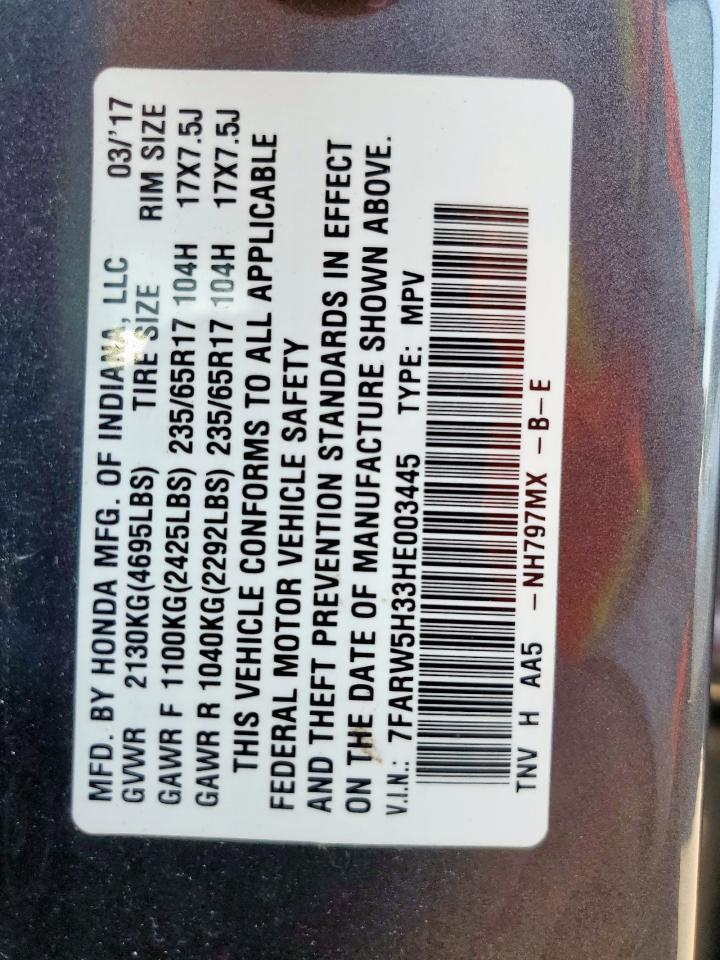 MFD. BY HONDA MFG. OF INDIANA, LLC 03/'17
GVWR 2130KG(4695LBS) TIRE SIZE RIM SIZE
GAWR F 1100KG(2425LBS) 235/65R17 104H 17X7.5J
GAWR R 1040KG(2292LBS) 235/65R17 104H 17X7.5J
THIS VEHICLE CONFORMS TO ALL APPLICABLE
FEDERAL MOTOR VEHICLE SAFETY
AND THEFT PREVENTION STANDARDS IN EFFECT
ON THE DATE OF MANUFACTURE SHOWN ABOVE.
V.I.N.: 7FARW5H33HE003445 TYPE: MPV
TNV H AA5 -NH797MX -B-E